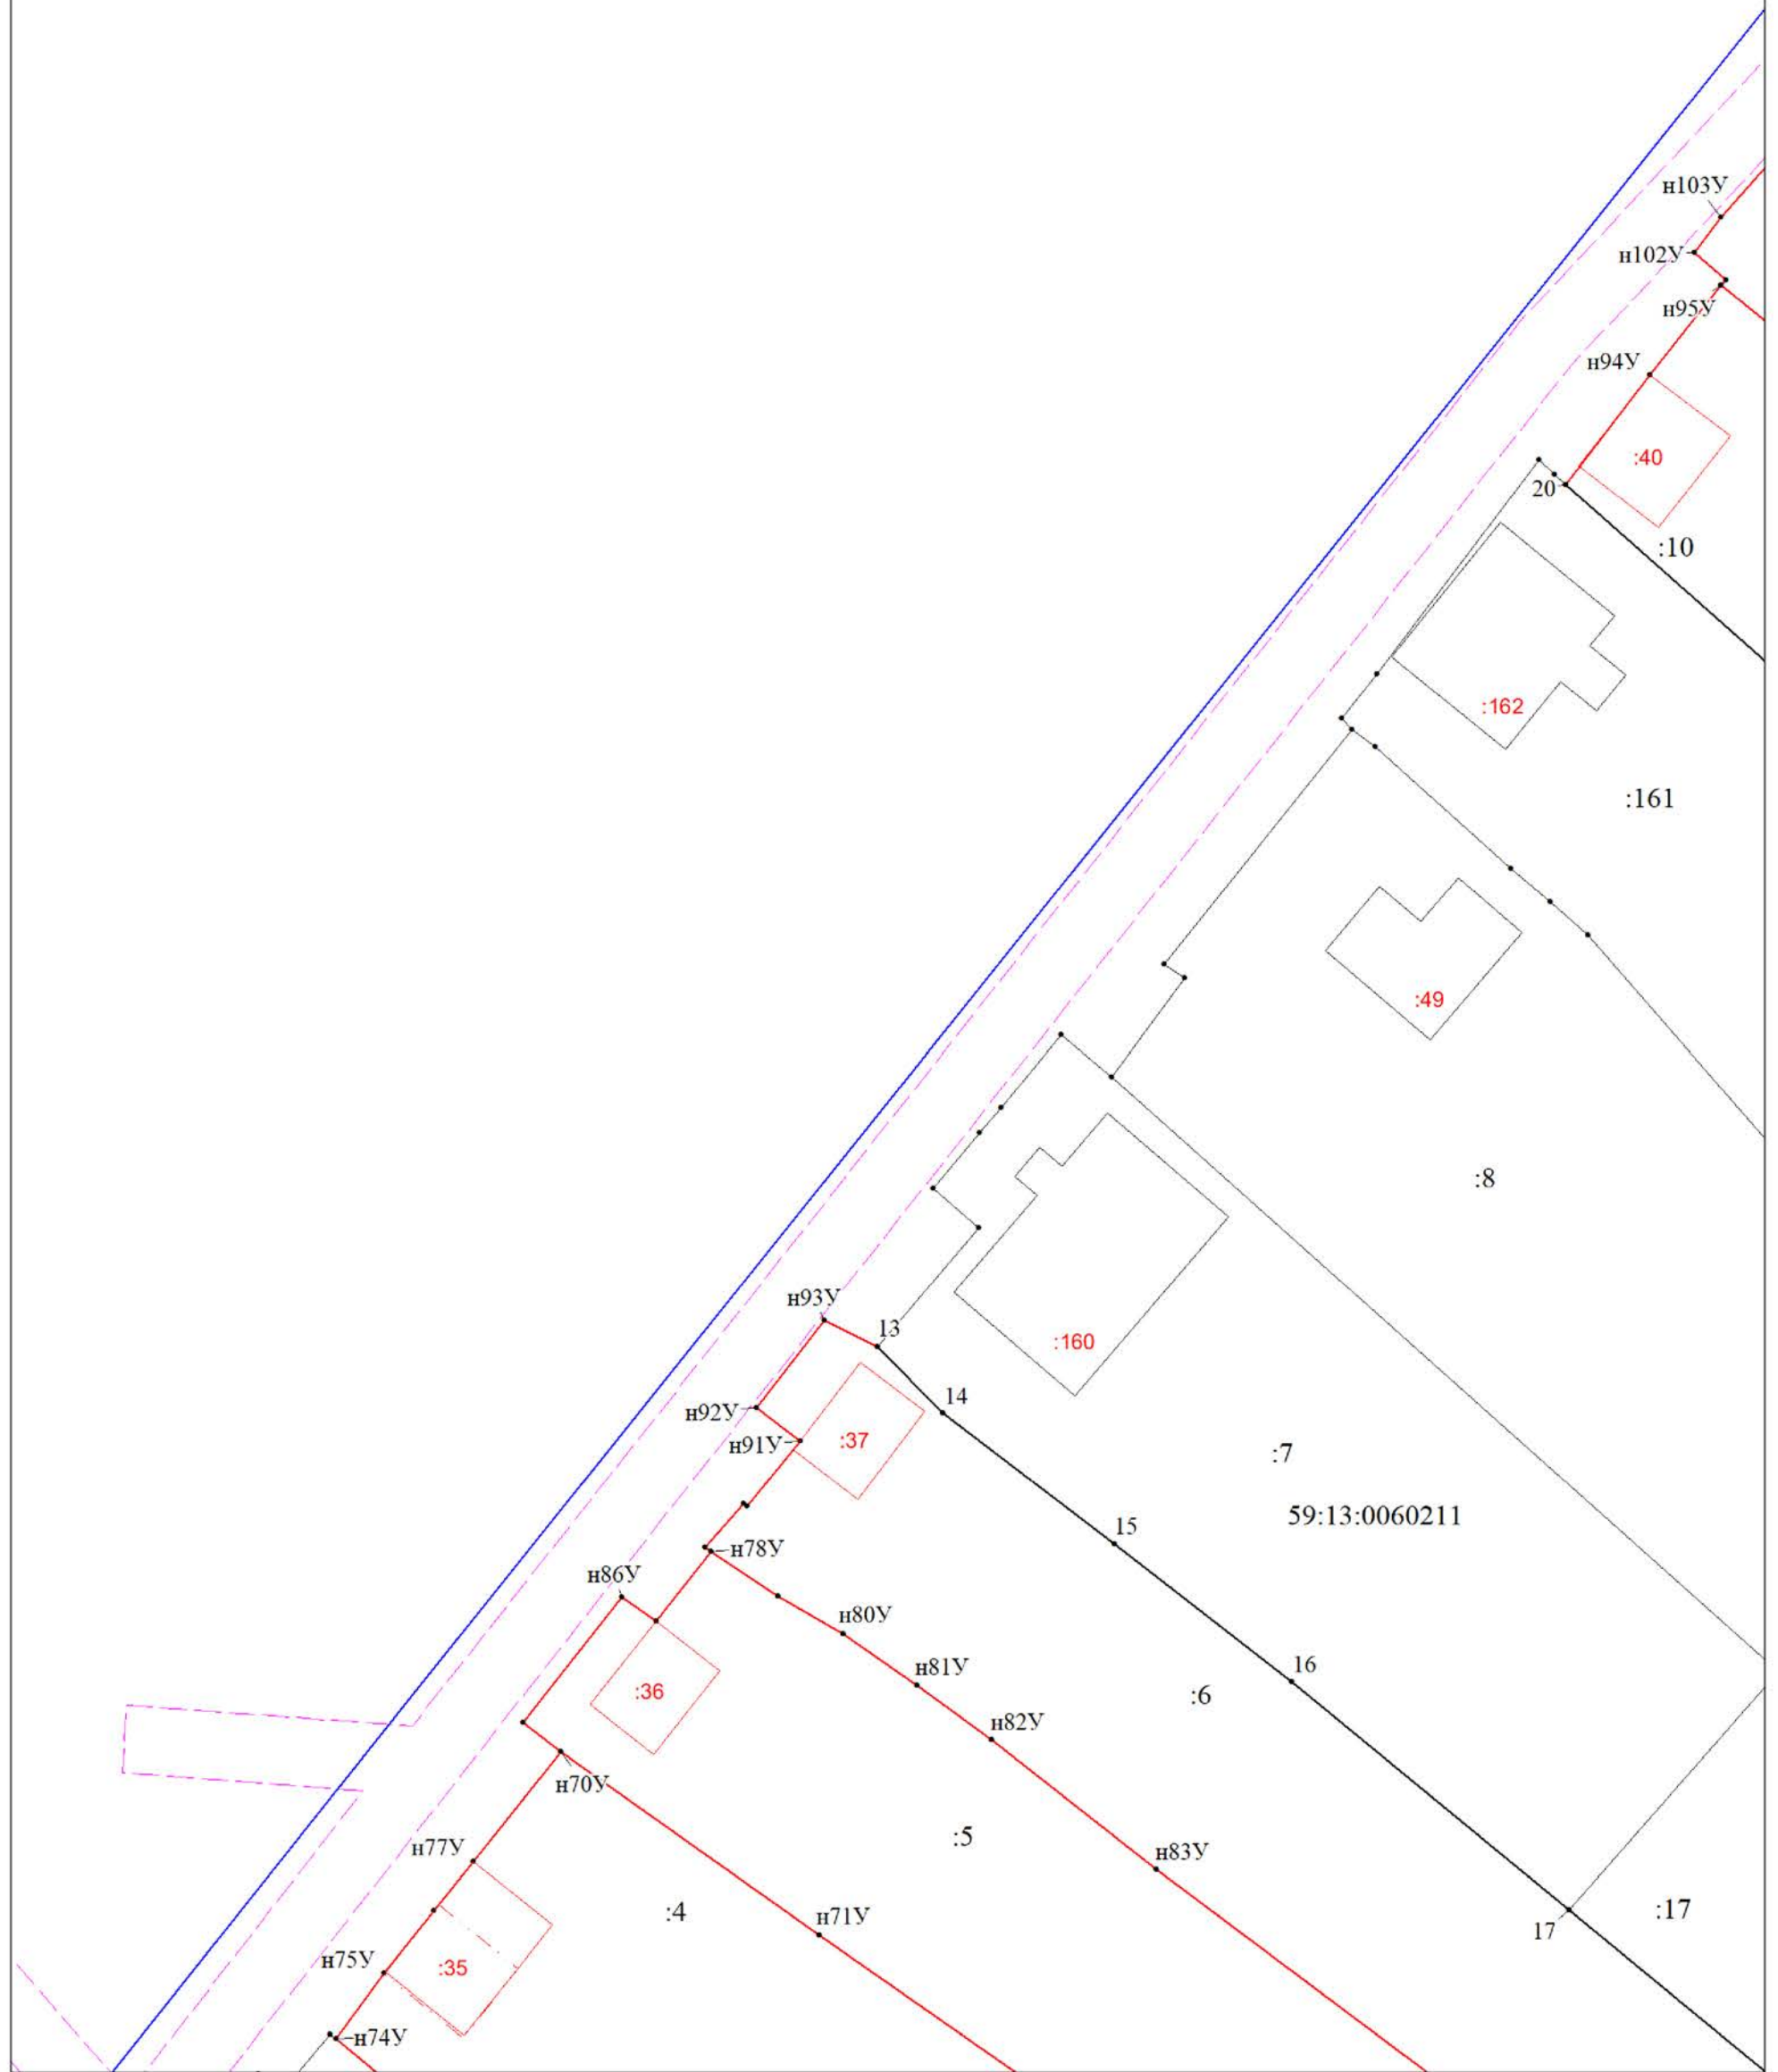 н103У
н102У
н95У
н94У
:40
20
:10
:162
:161
:49
:8
н93У
13
:160
14
н92У
:37
н91У
:7
59:13:0060211
15
н78У
н86У
н80У
16
н81У
:36
:6
н82У
н70У
:5
н77У
н83У
:4
:17
н71У
17
н75У
:35
н74У